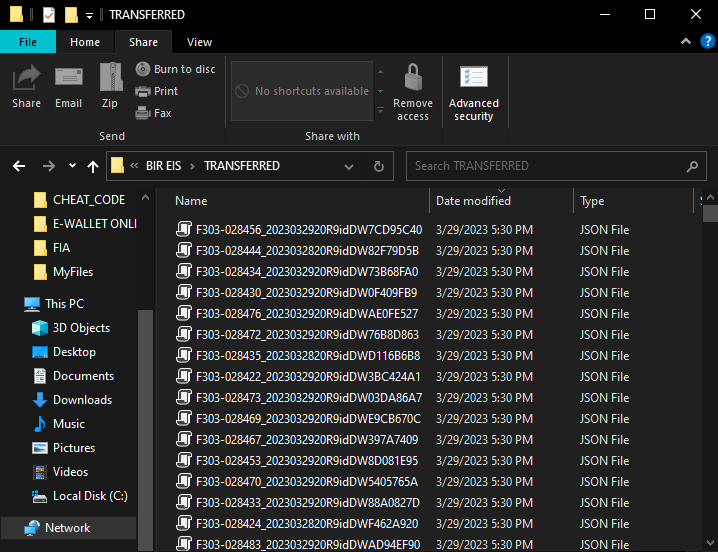 TRANSFERRED
File Home Share View
Share Email Zip
Burn to disc
Print
Fax
No shortcuts available
Remove access
Advanced security
Send Share with
BIR EIS TRANSFERRED Search TRANSFERRED
CHEAT_CODE
E-WALLET ONLI
FIA
MyFiles
This PC
3D Objects
Desktop
Documents
Downloads
Music
Pictures
Videos
Local Disk (C:)
Network
Name Date modified Type
F303-028456_2023032920R9idDW7CD95C40 3/29/2023 5:30 PM JSON File
F303-028444_2023032820R9idDW82F79D5B 3/29/2023 5:30 PM JSON File
F303-028434_2023032920R9idDW73B68FA0 3/29/2023 5:30 PM JSON File
F303-028430_2023032920R9idDW0F409FB9 3/29/2023 5:30 PM JSON File
F303-028476_2023032920R9idDWAE0FE527 3/29/2023 5:30 PM JSON File
F303-028472_2023032920R9idDW76B8D863 3/29/2023 5:30 PM JSON File
F303-028435_2023032820R9idDWD116B6B8 3/29/2023 5:30 PM JSON File
F303-028422_2023032920R9idDW3BC424A1 3/29/2023 5:30 PM JSON File
F303-028473_2023032920R9idDW03DA86A7 3/29/2023 5:30 PM JSON File
F303-028469_2023032920R9idDWE9CB670C 3/29/2023 5:30 PM JSON File
F303-028467_2023032920R9idDW397A7409 3/29/2023 5:30 PM JSON File
F303-028453_2023032920R9idDW8D081E95 3/29/2023 5:30 PM JSON File
F303-028470_2023032920R9idDW5405765A 3/29/2023 5:30 PM JSON File
F303-028433_2023032920R9idDW88A0827D 3/29/2023 5:30 PM JSON File
F303-028424_2023032820R9idDWF462A920 3/29/2023 5:30 PM JSON File
F303-028483_2023032920R9idDWAD94EF90 3/29/2023 5:30 PM JSON File